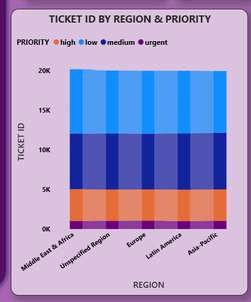 TICKET ID BY REGION & PRIORITY
PRIORITY high low medium urgent
20K
15K
10K
5K
0K
TICKET ID
Middle East & Africa
Unspecified Region
Europe
Latin America
Asia-Pacific
REGION